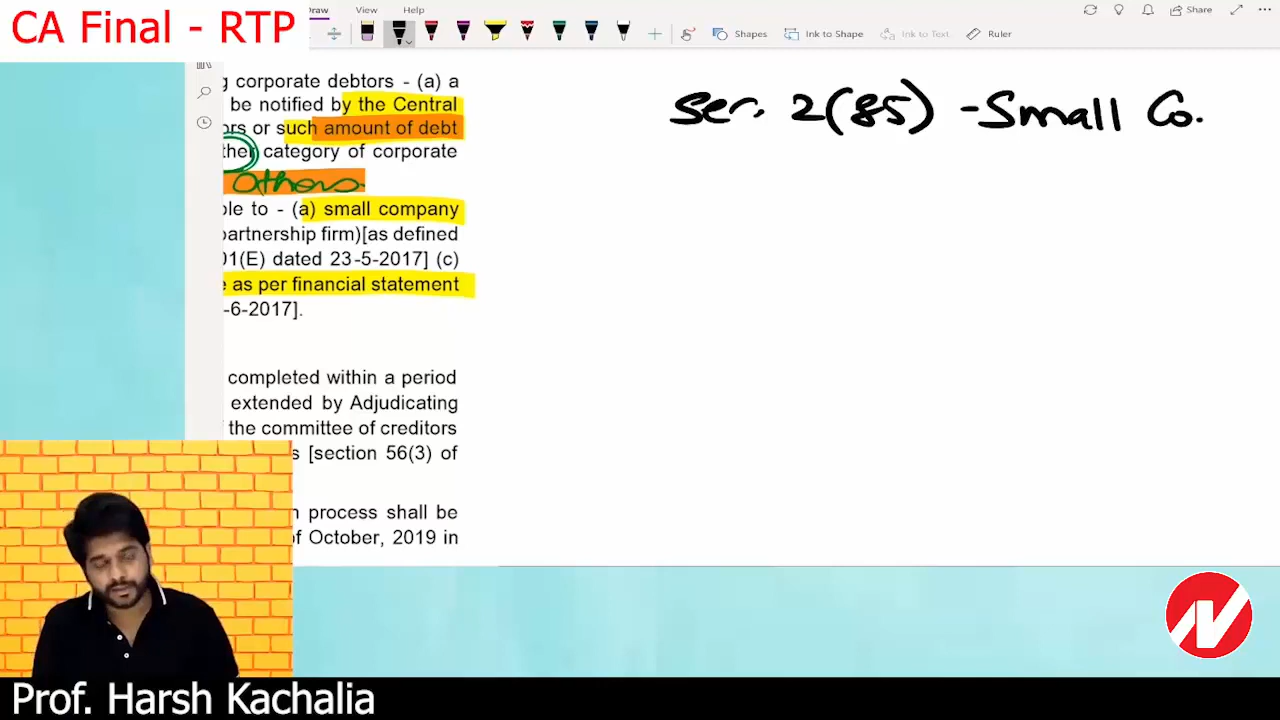 CA Final - RTP
Draw
View
Share
Shapes
Ink to Shape
Ink to Text
Ruler
g corporate debtors - (a) a
be notified by the Central
ors or such amount of debt
ther category of corporate
Others.
ble to - (a) small company
partnership firm)[as defined
01(E) dated 23-5-2017] (c)
e as per financial statement
-6-2017].
completed within a period
extended by Adjudicating
f the committee of creditors
s [section 56(3) of
n process shall be
of October, 2019 in
Sec. 2(85) - Small Co.
Prof. Harsh Kachalia